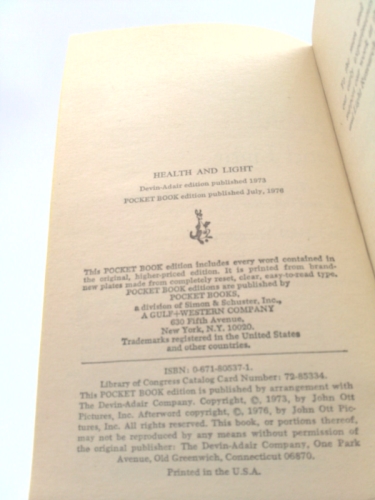 HEALTH AND LIGHT
Devin-Adair edition published 1973
POCKET BOOK edition published July, 1976
This POCKET BOOK edition includes every word contained in
the original, higher-priced edition. It is printed from brand-
new plates made from completely reset, clear, easy-to-read type.
POCKET BOOK editions are published by
POCKET BOOKS,
a division of Simon & Schuster, Inc.,
A GULF+WESTERN COMPANY
630 Fifth Avenue,
New York, N.Y. 10020.
Trademarks registered in the United States
and other countries.
ISBN: 0-671-80537-1.
Library of Congress Catalog Card Number: 72-85334.
This POCKET BOOK edition is published by arrangement with
The Devin-Adair Company. Copyright, ©, 1973, by John Ott
Pictures, Inc. Afterword copyright, ©, 1976, by John Ott Pic-
tures, Inc. All rights reserved. This book, or portions thereof,
may not be reproduced by any means without permission of
the original publisher: The Devin-Adair Company, One Park
Avenue, Old Greenwich, Connecticut 06870.
Printed in the U.S.A.